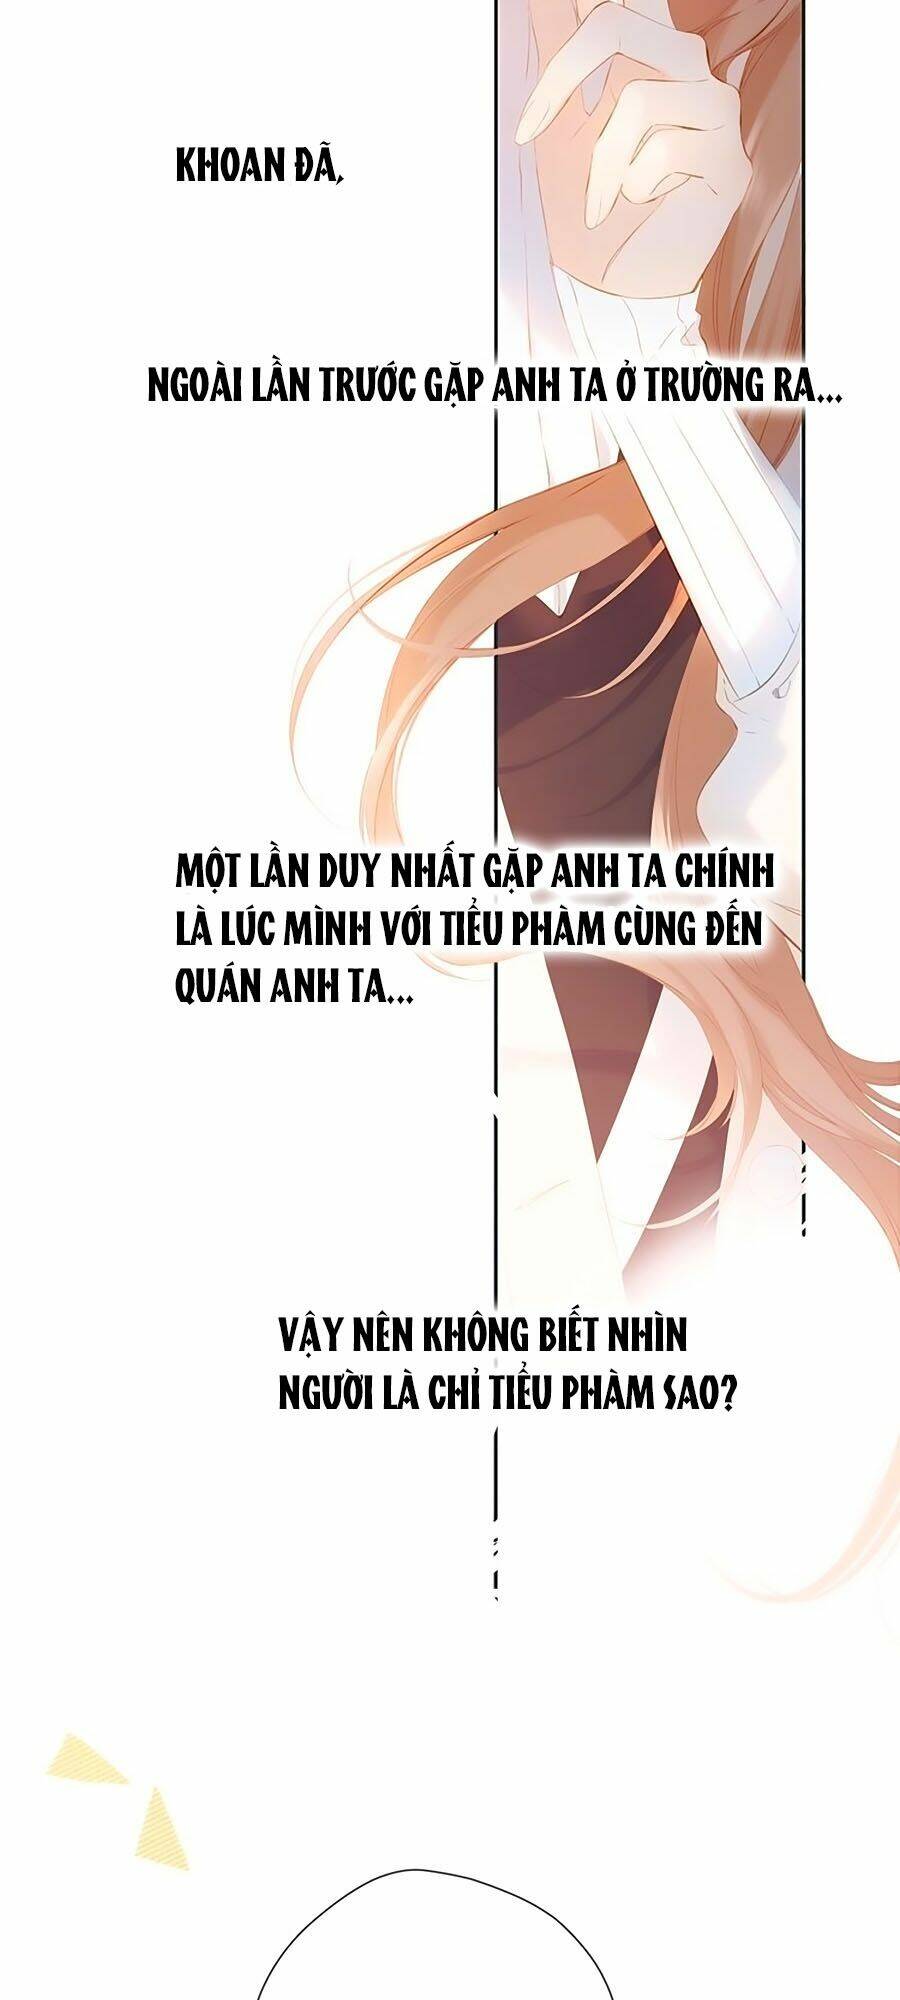 KHOAN ĐÃ,
NGOÀI LẦN TRƯỚC GẶP ANH TA Ở TRƯỜNG RA...
MỘT LẦN DUY NHẤT GẶP ANH TA CHÍNH
LÀ LÚC MÌNH VỚI TIỂU PHÀM CÙNG ĐẾN
QUÁN ANH TA...
VẬY NÊN KHÔNG BIẾT NHÌN
NGƯỜI LÀ CHỈ TIỂU PHÀM SAO?